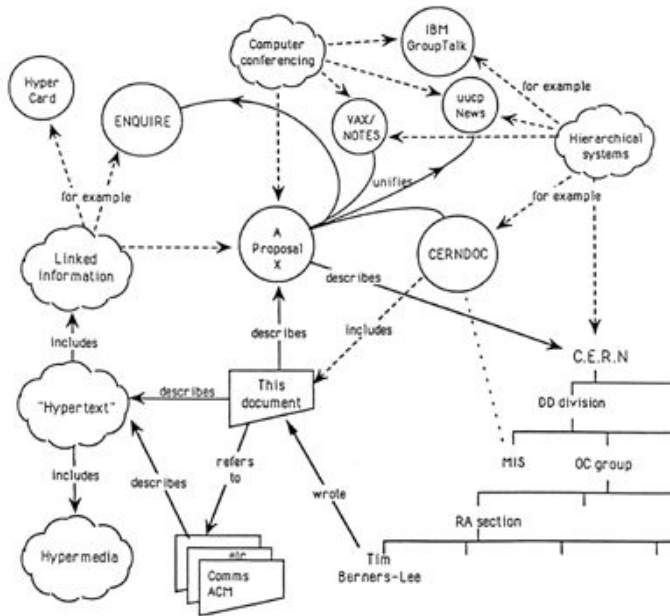 IBM
GroupTalk
Computer
conferencing
Hyper
Card
for example
ENQUIRE
uucp
News
VAX/
NOTES
Hierarchical
systems
unifies
for example
for example
A
Proposal
X
Linked
information
CERNDOC
describes
includes
describes
includes
C.E.R.N
This
document
describes
"Hypertext"
DD division
refers
to
MIS
OC group
includes
describes
wrote
RA section
Hypermedia
Tim
Berners-Lee
Comms
ACM